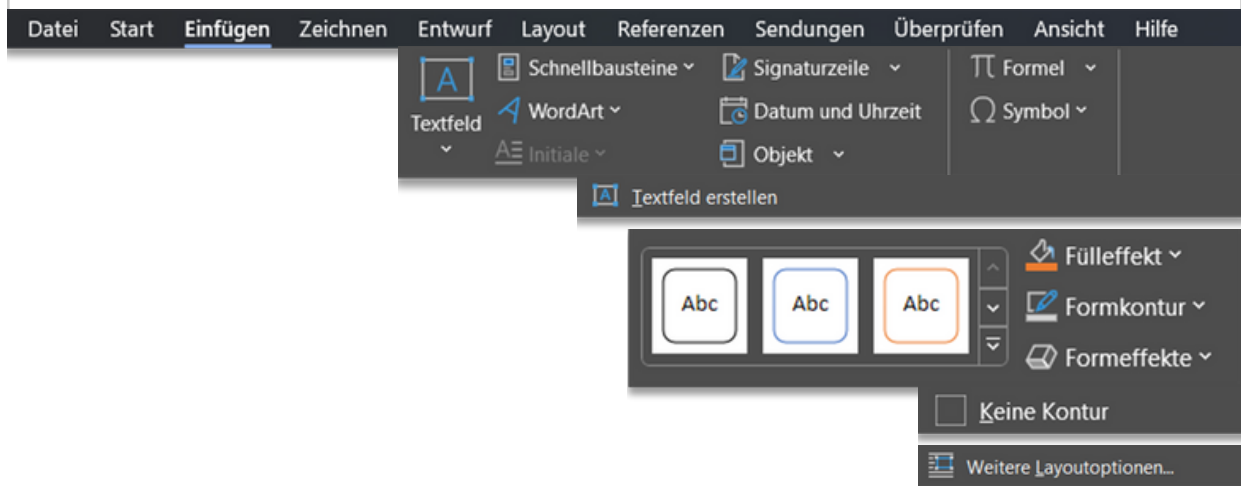 Datei Start Einfügen Zeichnen Entwurf Layout Referenzen Sendungen Überprüfen Ansicht Hilfe
Textfeld
Schnellbausteine
WordArt
Initiale
Signaturzeile
Datum und Uhrzeit
Objekt
Formel
Symbol
Textfeld erstellen
Abc Abc Abc
Fülleffekt
Formkontur
Formeffekte
Keine Kontur
Weitere Layoutoptionen...